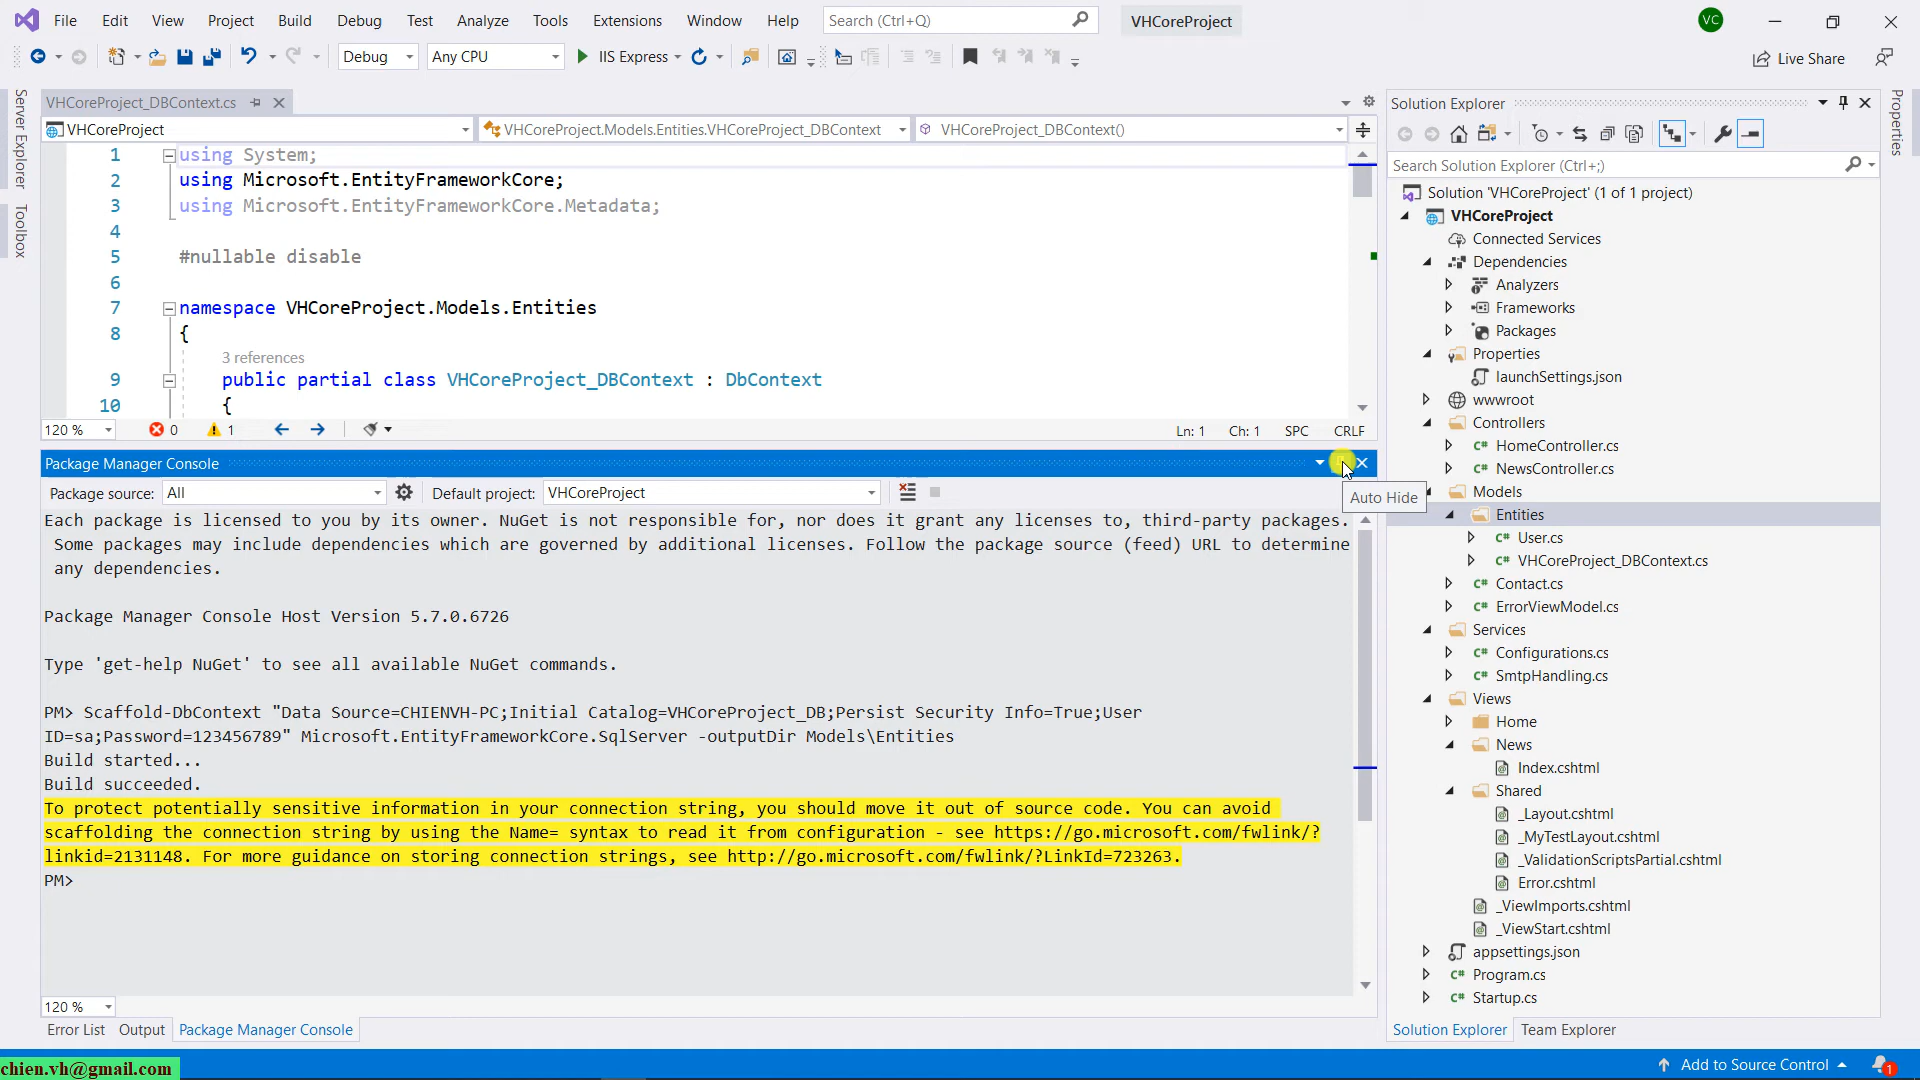 File Edit View Project Build Debug Test Analyze Tools Extensions Window Help Search (Ctrl+Q) VHCoreProject VC
Debug Any CPU IIS Express Live Share
Server Explorer
Toolbox
VHCoreProject_DBContext.cs
VHCoreProject VHCoreProject.Models.Entities.VHCoreProject_DBContext VHCoreProject_DBContext()
1 using System;
2 using Microsoft.EntityFrameworkCore;
3 using Microsoft.EntityFrameworkCore.Metadata;
4
5 #nullable disable
6
7 namespace VHCoreProject.Models.Entities
8 {
3 references
9 public partial class VHCoreProject_DBContext : DbContext
10 {
120 % 0 1 Ln: 1 Ch: 1 SPC CRLF
Package Manager Console
Auto Hide
Package source: All Default project: VHCoreProject
Each package is licensed to you by its owner. NuGet is not responsible for, nor does it grant any licenses to, third-party packages.
Some packages may include dependencies which are governed by additional licenses. Follow the package source (feed) URL to determine
any dependencies.
Package Manager Console Host Version 5.7.0.6726
Type 'get-help NuGet' to see all available NuGet commands.
PM> Scaffold-DbContext "Data Source=CHIENVH-PC;Initial Catalog=VHCoreProject_DB;Persist Security Info=True;User
ID=sa;Password=123456789" Microsoft.EntityFrameworkCore.SqlServer -outputDir Models\Entities
Build started...
Build succeeded.
To protect potentially sensitive information in your connection string, you should move it out of source code. You can avoid
scaffolding the connection string by using the Name= syntax to read it from configuration - see https://go.microsoft.com/fwlink/?
linkid=2131148. For more guidance on storing connection strings, see http://go.microsoft.com/fwlink/?LinkId=723263.
PM>
120 %
Error List Output Package Manager Console
Solution Explorer
Search Solution Explorer (Ctrl+;)
Solution 'VHCoreProject' (1 of 1 project)
VHCoreProject
Connected Services
Dependencies
Analyzers
Frameworks
Packages
Properties
launchSettings.json
wwwroot
Controllers
HomeController.cs
NewsController.cs
Models
Entities
User.cs
VHCoreProject_DBContext.cs
Contact.cs
ErrorViewModel.cs
Services
Configurations.cs
SmtpHandling.cs
Views
Home
News
Index.cshtml
Shared
_Layout.cshtml
_MyTestLayout.cshtml
_ValidationScriptsPartial.cshtml
Error.cshtml
_ViewImports.cshtml
_ViewStart.cshtml
appsettings.json
Program.cs
Startup.cs
Solution Explorer Team Explorer
Properties
chien.vh@gmail.com
Add to Source Control 1